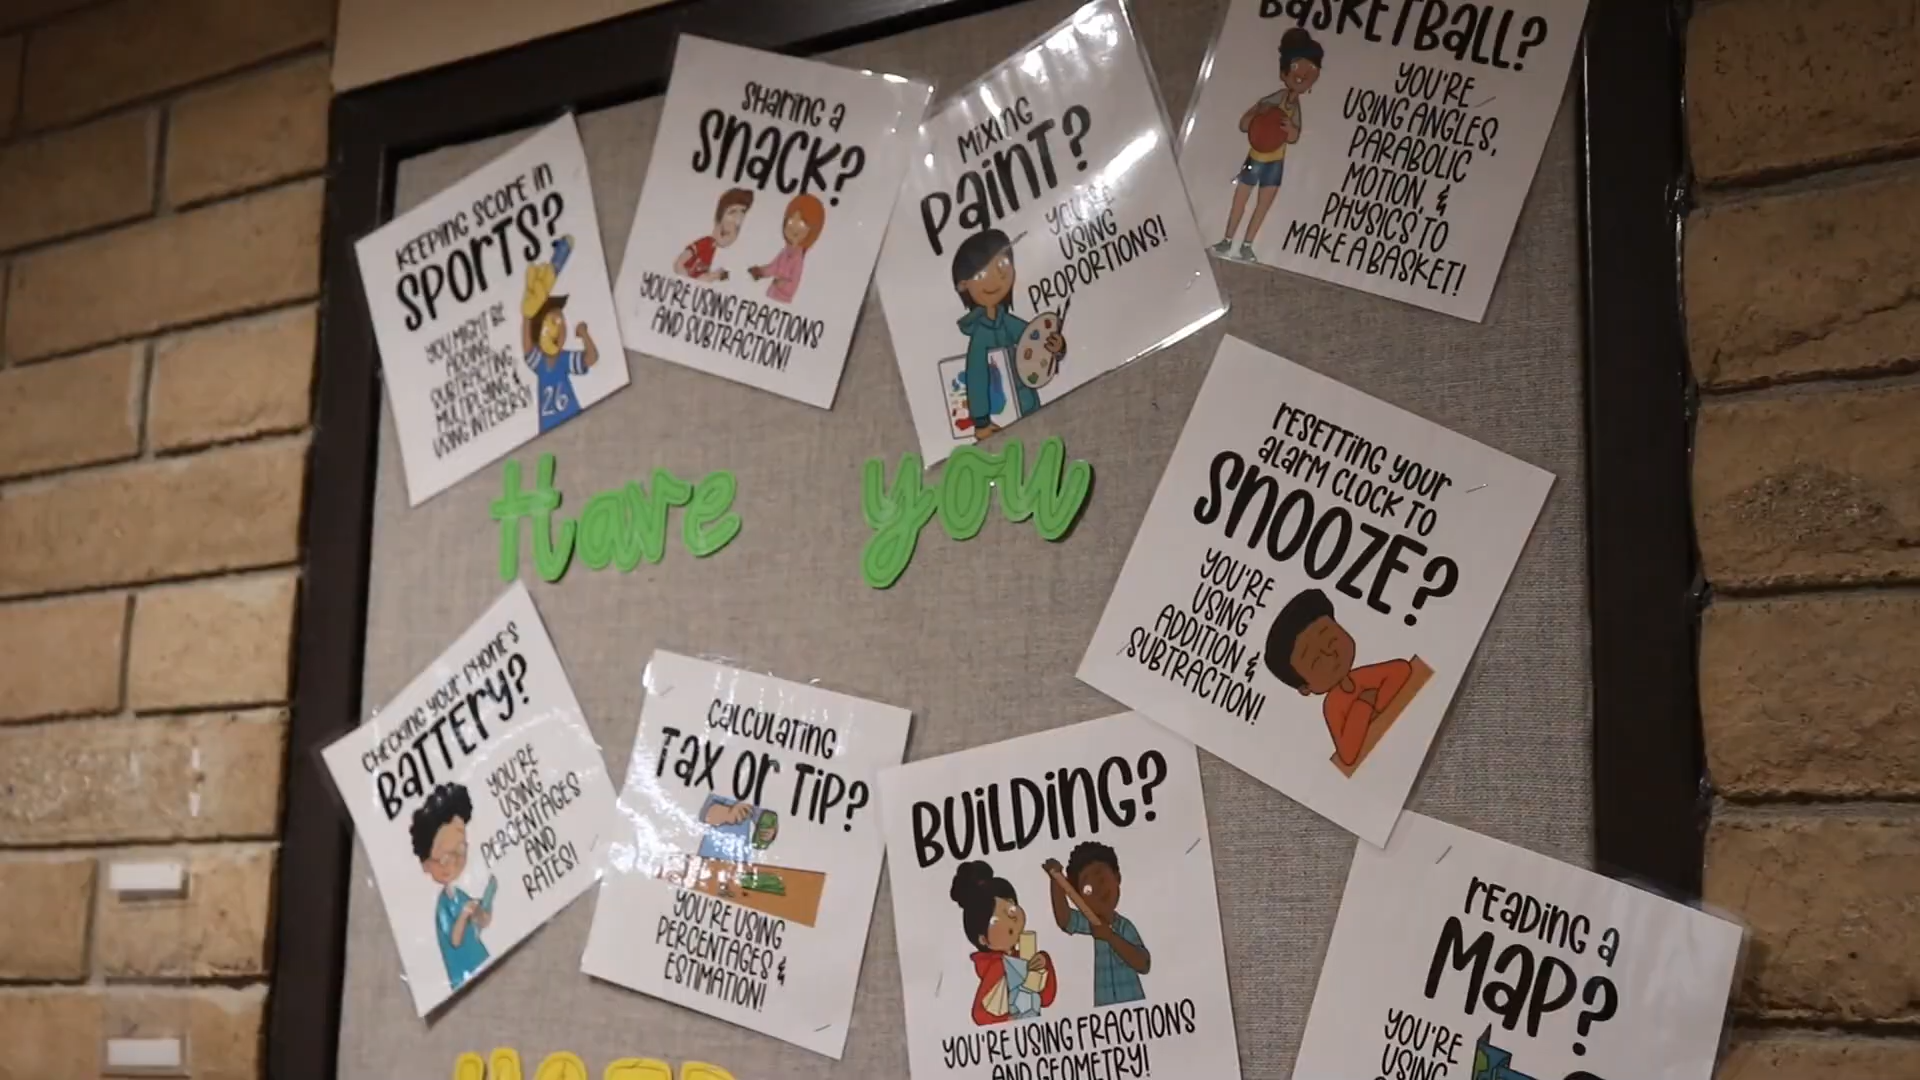 KEEPING SCORE IN
SPORTS?
YOU MIGHT BE
ADDING,
SUBTRACTING,
MULTIPLYING &
USING INTEGERS!
26
SHARING A
SNACK?
YOU'RE USING FRACTIONS
AND SUBTRACTION!
MIXING
PAINT?
YOU'RE
USING
PROPORTIONS!
BASKETBALL?
YOU'RE
USING ANGLES,
PARABOLIC
MOTION, &
PHYSICS TO
MAKE A BASKET!
Have you
RESETTING YOUR
ALARM CLOCK TO
SNOOZE?
YOU'RE
USING
ADDITION &
SUBTRACTION!
CHECKING YOUR PHONE'S
BATTERY?
YOU'RE
USING
PERCENTAGES
AND
RATES!
CALCULATING
TAX OR TIP?
YOU'RE USING
PERCENTAGES &
ESTIMATION!
BUILDING?
YOU'RE USING FRACTIONS
AND GEOMETRY!
READING A
MAP?
YOU'RE
USING